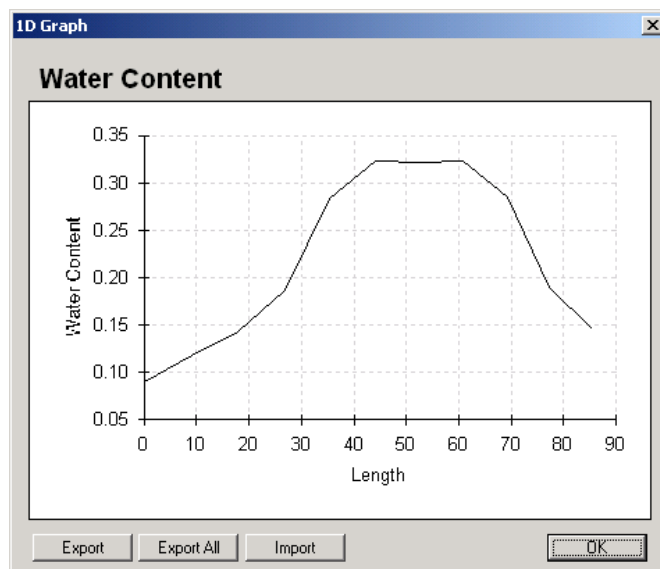 1D Graph
Water Content
0.35
0.30
0.25
0.20
0.15
0.10
0.05
Water Content
0 10 20 30 40 50 60 70 80 90
Length
Export Export All Import OK